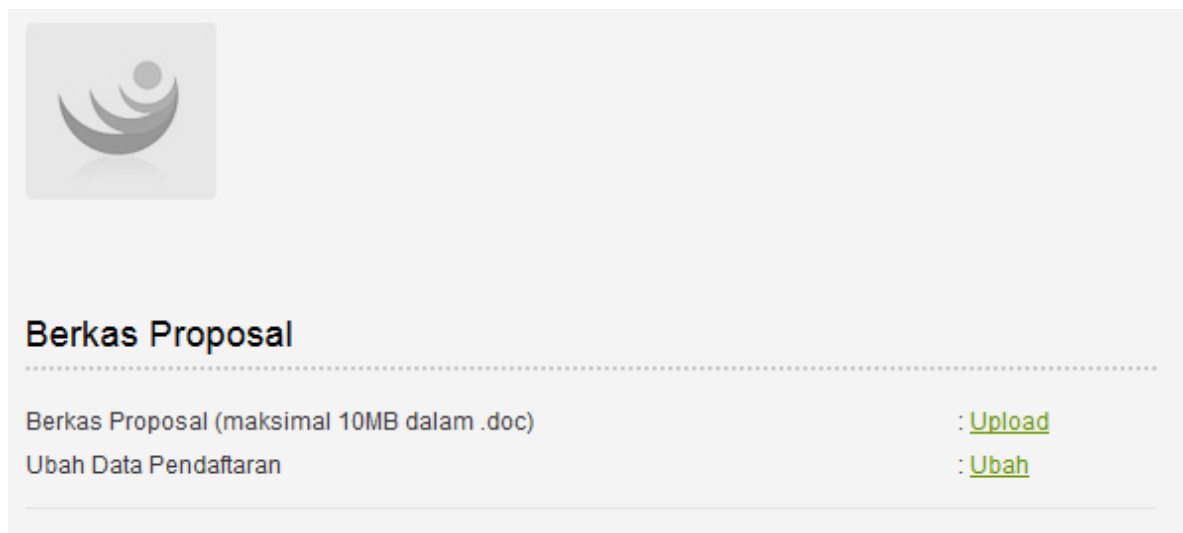 Berkas Proposal
Berkas Proposal (maksimal 10MB dalam .doc) : Upload
Ubah Data Pendaftaran : Ubah